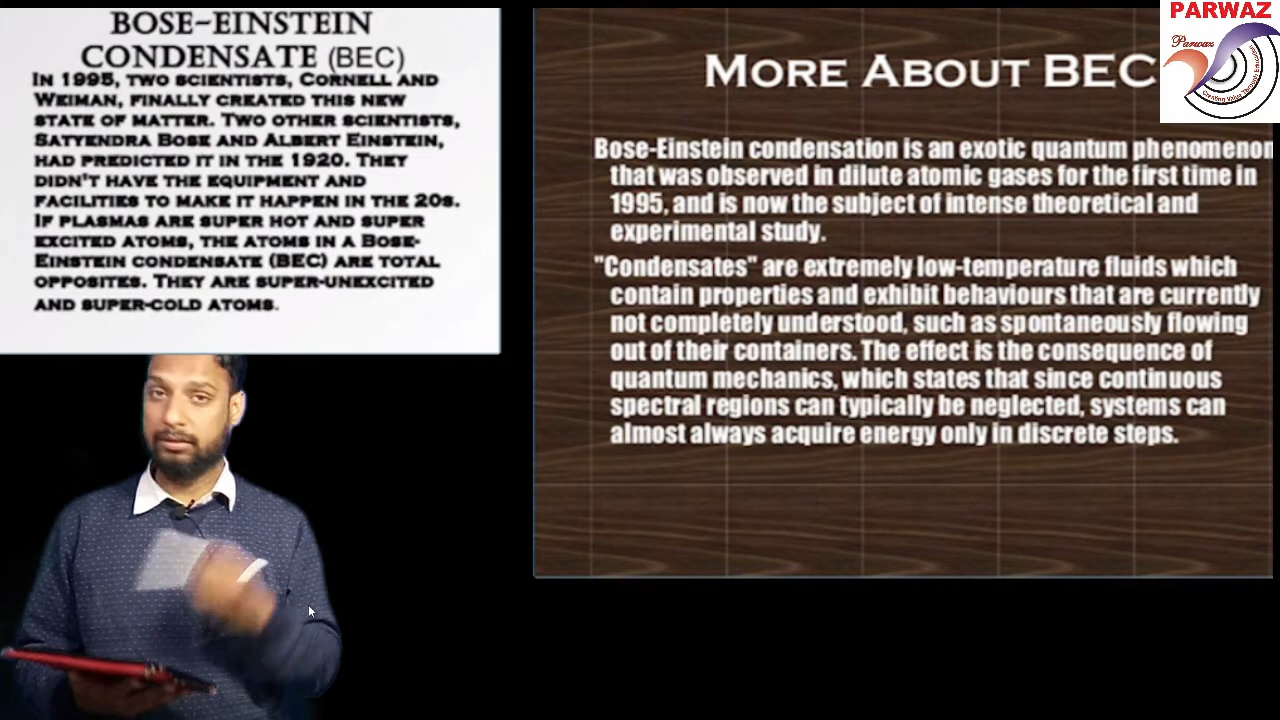 BOSE-EINSTEIN
CONDENSATE (BEC)
IN 1995, TWO SCIENTISTS, CORNELL AND
WEIMAN, FINALLY CREATED THIS NEW
STATE OF MATTER. TWO OTHER SCIENTISTS,
SATYENDRA BOSE AND ALBERT EINSTEIN,
HAD PREDICTED IT IN THE 1920. THEY
DIDN'T HAVE THE EQUIPMENT AND
FACILITIES TO MAKE IT HAPPEN IN THE 20S.
IF PLASMAS ARE SUPER HOT AND SUPER
EXCITED ATOMS, THE ATOMS IN A BOSE-
EINSTEIN CONDENSATE (BEC) ARE TOTAL
OPPOSITES. THEY ARE SUPER-UNEXCITED
AND SUPER-COLD ATOMS.
MORE ABOUT BEC
Bose-Einstein condensation is an exotic quantum phenomenon
that was observed in dilute atomic gases for the first time in
1995, and is now the subject of intense theoretical and
experimental study.
"Condensates" are extremely low-temperature fluids which
contain properties and exhibit behaviours that are currently
not completely understood, such as spontaneously flowing
out of their containers. The effect is the consequence of
quantum mechanics, which states that since continuous
spectral regions can typically be neglected, systems can
almost always acquire energy only in discrete steps.
PARWAZ
Parwaz
Creating Value Through Education